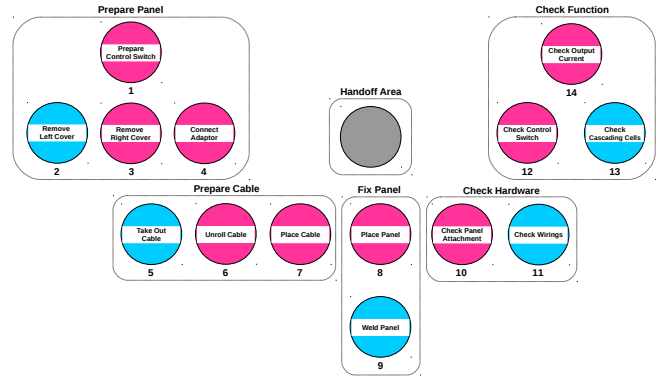 Prepare Panel
Check Function
Prepare
Control Switch
1
Check Output
Current
14
Handoff Area
Remove
Left Cover
2
Remove
Right Cover
3
Connect
Adaptor
4
Check Control
Switch
12
Check
Cascading Cells
13
Prepare Cable
Fix Panel
Check Hardware
Take Out
Cable
5
Unroll Cable
6
Place Cable
7
Place Panel
8
Check Panel
Attachment
10
Check Wirings
11
Weld Panel
9